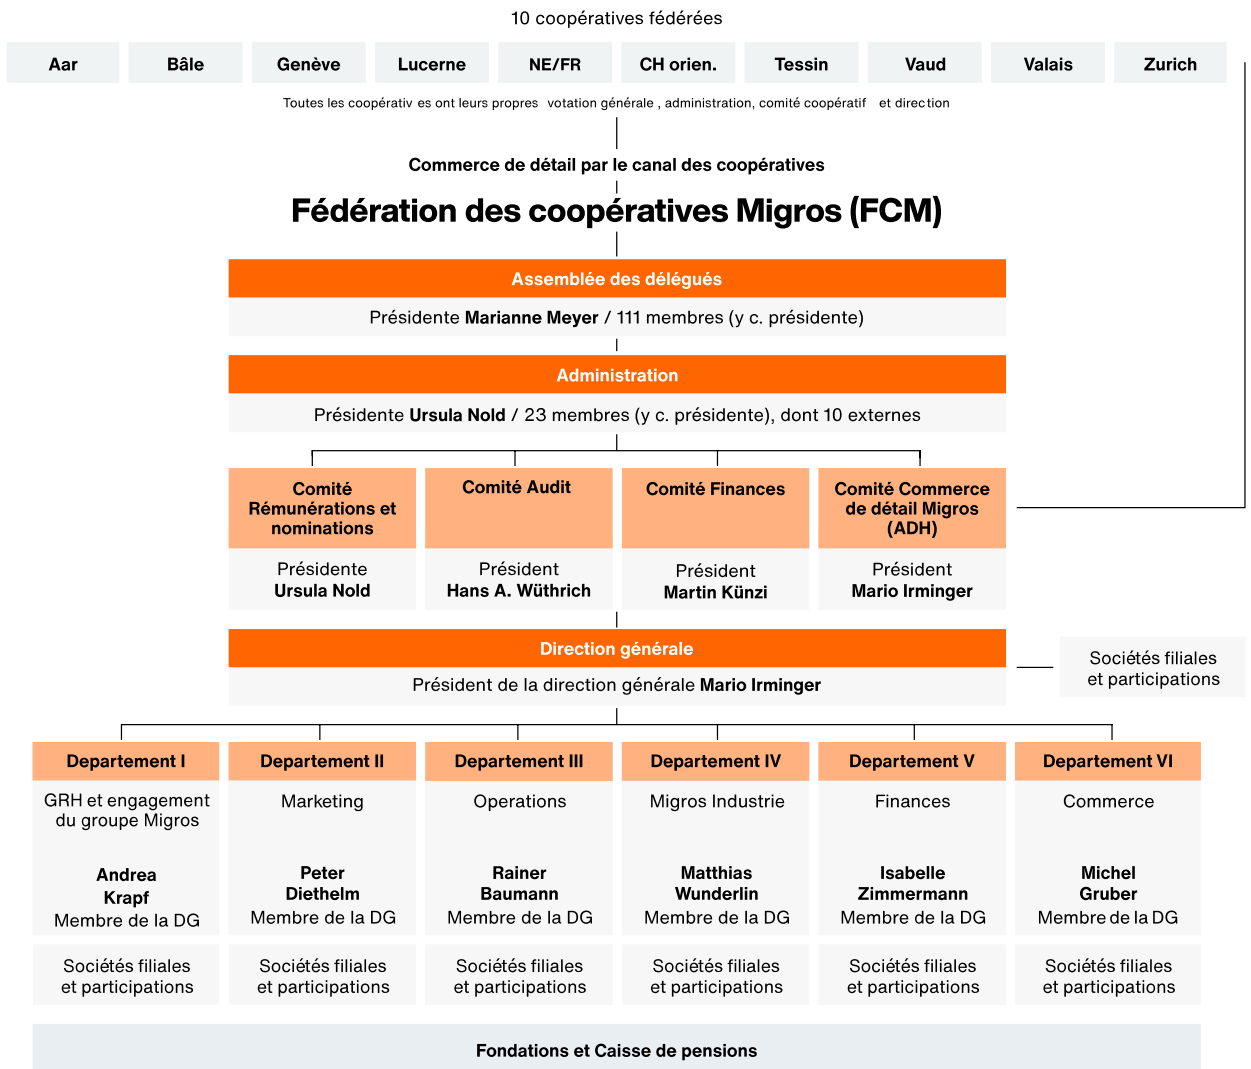 10 coopératives fédérées
Aar
Bâle
Genève
Lucerne
NE/FR
CH orien.
Tessin
Vaud
Valais
Zurich
Toutes les coopérativ es ont leurs propres votation générale , administration, comité coopératif et direction
Commerce de détail par le canal des coopératives
Fédération des coopératives Migros (FCM)
Assemblée des délégués
Présidente Marianne Meyer / 111 membres (y c. présidente)
Administration
Présidente Ursula Nold / 23 membres (y c. présidente), dont 10 externes
Comité
Rémunérations et
nominations
Présidente
Ursula Nold
Comité Audit
Président
Hans A. Wüthrich
Comité Finances
Président
Martin Künzi
Comité Commerce
de détail Migros
(ADH)
Président
Mario Irminger
Direction générale
Président de la direction générale Mario Irminger
Sociétés filiales
et participations
Departement I
GRH et engagement
du groupe Migros
Andrea
Krapf
Membre de la DG
Sociétés filiales
et participations
Departement II
Marketing
Peter
Diethelm
Membre de la DG
Sociétés filiales
et participations
Departement III
Operations
Rainer
Baumann
Membre de la DG
Sociétés filiales
et participations
Departement IV
Migros Industrie
Matthias
Wunderlin
Membre de la DG
Sociétés filiales
et participations
Departement V
Finances
Isabelle
Zimmermann
Membre de la DG
Sociétés filiales
et participations
Departement VI
Commerce
Michel
Gruber
Membre de la DG
Sociétés filiales
et participations
Fondations et Caisse de pensions